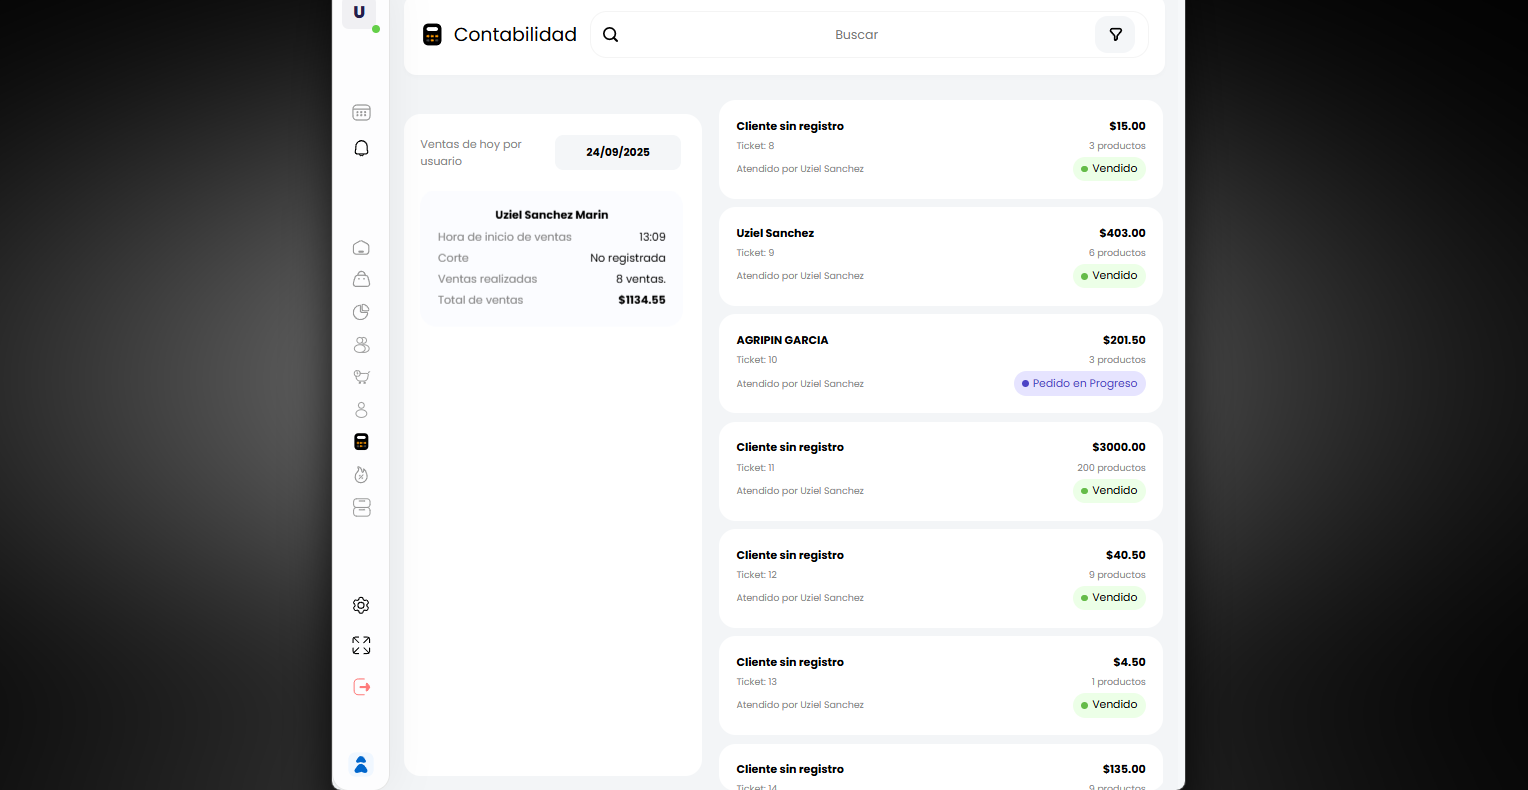 U
Contabilidad
Buscar
Ventas de hoy por
usuario
24/09/2025
Uziel Sanchez Marin
Hora de inicio de ventas 13:09
Corte No registrada
Ventas realizadas 8 ventas.
Total de ventas $1134.55
Cliente sin registro $15.00
Ticket: 8 3 productos
Atendido por Uziel Sanchez Vendido
Uziel Sanchez $403.00
Ticket: 9 6 productos
Atendido por Uziel Sanchez Vendido
AGRIPIN GARCIA $201.50
Ticket: 10 3 productos
Atendido por Uziel Sanchez Pedido en Progreso
Cliente sin registro $3000.00
Ticket: 11 200 productos
Atendido por Uziel Sanchez Vendido
Cliente sin registro $40.50
Ticket: 12 9 productos
Atendido por Uziel Sanchez Vendido
Cliente sin registro $4.50
Ticket: 13 1 productos
Atendido por Uziel Sanchez Vendido
Cliente sin registro $135.00
Ticket: 14 9 productos